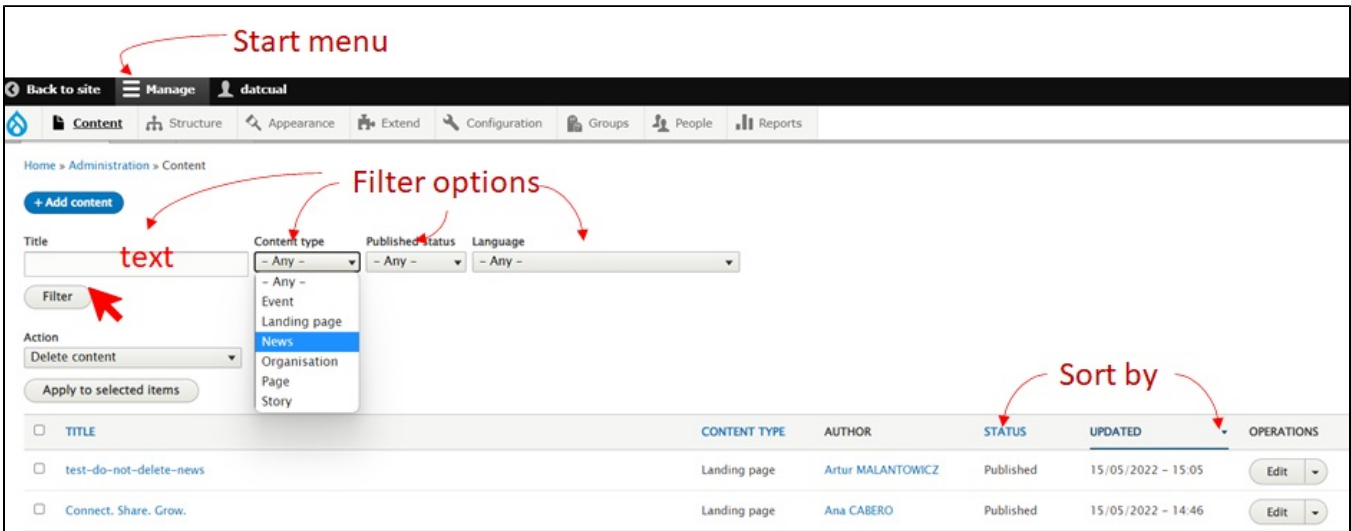 Start menu
Back to site Manage datcual
Content Structure Appearance Extend Configuration Groups People Reports
Home » Administration » Content
Filter options
+ Add content
Title Content type Published status Language
text
- Any - - Any - - Any -
- Any -
Filter
Event
Landing page
News
Organisation
Page
Story
Action
Delete content
Apply to selected items
Sort by
TITLE CONTENT TYPE AUTHOR STATUS UPDATED OPERATIONS
test-do-not-delete-news Landing page Artur MALANTOWICZ Published 15/05/2022 - 15:05 Edit
Connect. Share. Grow. Landing page Ana CABERO Published 15/05/2022 - 14:46 Edit